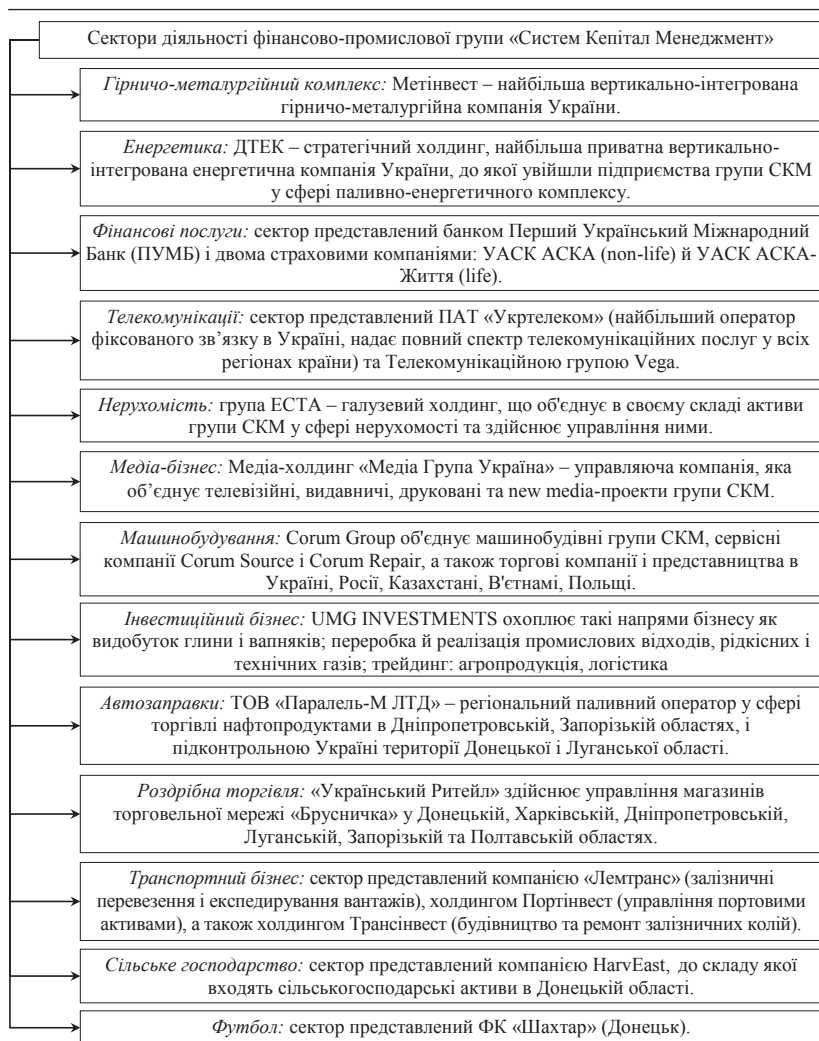 Сектори діяльності фінансово-промислової групи «Систем Кепітал Менеджмент»
Гірничо-металургійний комплекс: Метінвест – найбільша вертикально-інтегрована
гірничо-металургійна компанія України.
Енергетика: ДТЕК – стратегічний холдинг, найбільша приватна вертикально-
інтегрована енергетична компанія України, до якої увійшли підприємства групи СКМ
у сфері паливно-енергетичного комплексу.
Фінансові послуги: сектор представлений банком Перший Український Міжнародний
Банк (ПУМБ) і двома страховими компаніями: УАСК АСКА (non-life) й УАСК АСКА-
Життя (life).
Телекомунікації: сектор представлений ПАТ «Укртелеком» (найбільший оператор
фіксованого зв’язку в Україні, надає повний спектр телекомунікаційних послуг у всіх
регіонах країни) та Телекомунікаційною групою Vega.
Нерухомість: група ЕСТА – галузевий холдинг, що об'єднує в своєму складі активи
групи СКМ у сфері нерухомості та здійснює управління ними.
Медіа-бізнес: Медіа-холдинг «Медіа Група Україна» – управляюча компанія, яка
об’єднує телевізійні, видавничі, друковані та new media-проекти групи СКМ.
Машинобудування: Corum Group об'єднує машинобудівні групи СКМ, сервісні
компанії Corum Source і Corum Repair, а також торгові компанії і представництва в
Україні, Росії, Казахстані, В'єтнамі, Польщі.
Інвестиційний бізнес: UMG INVESTMENTS охоплює такі напрями бізнесу як
видобуток глини і вапняків; переробка й реалізація промислових відходів, рідкісних і
технічних газів; трейдинг: агропродукція, логістика
Автозаправки: ТОВ «Паралель-М ЛТД» – регіональний паливний оператор у сфері
торгівлі нафтопродуктами в Дніпропетровській, Запорізькій областях, і
підконтрольною Україні території Донецької і Луганської області.
Роздрібна торгівля: «Український Ритейл» здійснює управління магазинів
торговельної мережі «Брусничка» у Донецькій, Харківській, Дніпропетровській,
Луганській, Запорізькій та Полтавській областях.
Транспортний бізнес: сектор представлений компанією «Лемтранс» (залізничні
перевезення і експедирування вантажів), холдингом Портінвест (управління портовими
активами), а також холдингом Трансінвест (будівництво та ремонт залізничних колій).
Сільське господарство: сектор представлений компанією HarvEast, до складу якої
входять сільськогосподарські активи в Донецькій області.
Футбол: сектор представлений ФК «Шахтар» (Донецьк).